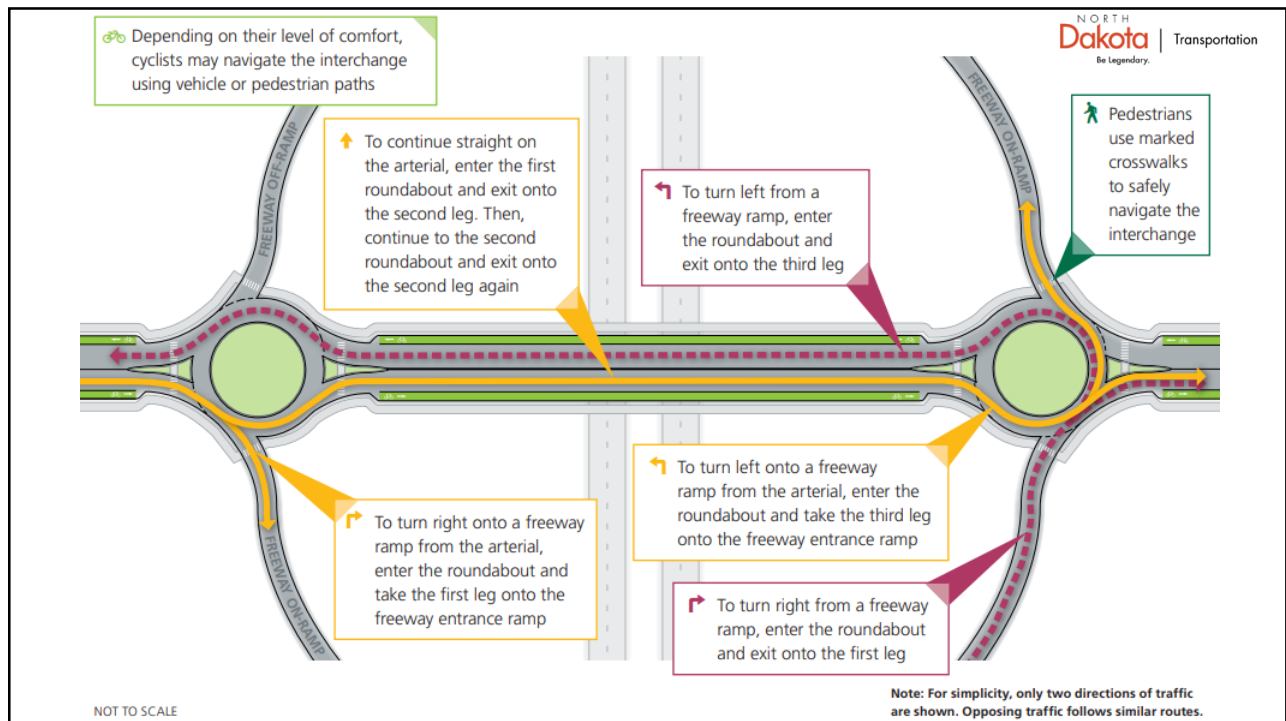 Depending on their level of comfort,
cyclists may navigate the interchange
using vehicle or pedestrian paths
NORTH
Dakota | Transportation
Be Legendary.
FREEWAY OFF-RAMP
FREEWAY ON-RAMP
To continue straight on
the arterial, enter the first
roundabout and exit onto
the second leg. Then,
continue to the second
roundabout and exit onto
the second leg again
To turn left from a
freeway ramp, enter
the roundabout and
exit onto the third leg
Pedestrians
use marked
crosswalks
to safely
navigate the
interchange
To turn right onto a freeway
ramp from the arterial,
enter the roundabout and
take the first leg onto the
freeway entrance ramp
To turn left onto a freeway
ramp from the arterial, enter the
roundabout and take the third leg
onto the freeway entrance ramp
FREEWAY ON-RAMP
To turn right from a freeway
ramp, enter the roundabout
and exit onto the first leg
NOT TO SCALE
Note: For simplicity, only two directions of traffic
are shown. Opposing traffic follows similar routes.